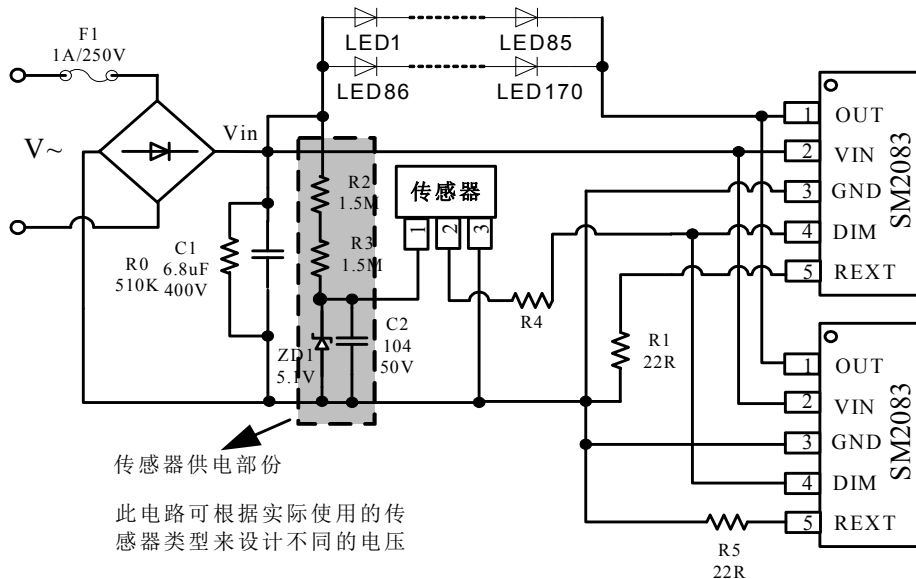 F1
1A/250V
LED1
LED85
LED86
LED170
V~
Vin
R0
510K
C1
6.8uF
400V
R2
1.5M
R3
1.5M
ZD1
5.1V
C2
104
50V
传感器
1
2
3
R4
R1
22R
R5
22R
1 OUT
2 VIN
3 GND
4 DIM
5 REXT
SM2083
1 OUT
2 VIN
3 GND
4 DIM
5 REXT
SM2083
传感器供电部份
此电路可根据实际使用的传
感器类型来设计不同的电压